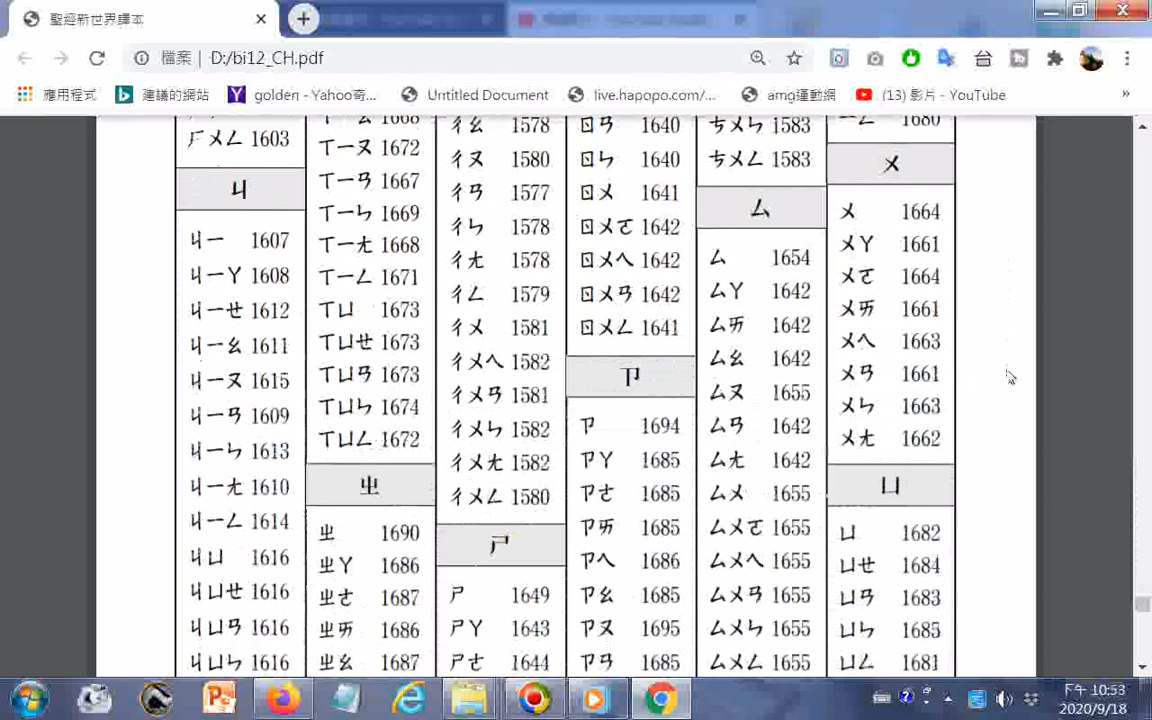 聖經新世界譯本
檔案 D:/bi12_CH.pdf
應用程式 建議的網站 golden - Yahoo奇... Untitled Document live.hapopo.com/... amg運動網 (13) 影片 - YouTube »
ㄏㄨㄥ 1603
ㄐ
ㄐㄧ 1607
ㄐㄧㄚ 1608
ㄐㄧㄝ 1612
ㄐㄧㄠ 1611
ㄐㄧㄡ 1615
ㄐㄧㄢ 1609
ㄐㄧㄣ 1613
ㄐㄧㄤ 1610
ㄐㄧㄥ 1614
ㄐㄩ 1616
ㄐㄩㄝ 1616
ㄐㄩㄢ 1616
ㄐㄩㄣ 1616
ㄒㄧㄠ 1668
ㄒㄧㄡ 1672
ㄒㄧㄢ 1667
ㄒㄧㄣ 1669
ㄒㄧㄤ 1668
ㄒㄧㄥ 1671
ㄒㄩ 1673
ㄒㄩㄝ 1673
ㄒㄩㄢ 1673
ㄒㄩㄣ 1674
ㄒㄩㄥ 1672
ㄓ
ㄓ 1690
ㄓㄚ 1686
ㄓㄜ 1687
ㄓㄞ 1686
ㄓㄠ 1687
ㄔㄠ 1578
ㄔㄡ 1580
ㄔㄢ 1577
ㄔㄣ 1578
ㄔㄤ 1578
ㄔㄥ 1579
ㄔㄨ 1581
ㄔㄨㄟ 1582
ㄔㄨㄢ 1581
ㄔㄨㄣ 1582
ㄔㄨㄤ 1582
ㄔㄨㄥ 1580
ㄕ
ㄕ 1649
ㄕㄚ 1643
ㄕㄜ 1644
ㄖㄢ 1640
ㄖㄣ 1640
ㄖㄨ 1641
ㄖㄨㄛ 1642
ㄖㄨㄟ 1642
ㄖㄨㄢ 1642
ㄖㄨㄥ 1641
ㄗ
ㄗ 1694
ㄗㄚ 1685
ㄗㄜ 1685
ㄗㄞ 1685
ㄗㄟ 1686
ㄗㄠ 1685
ㄗㄡ 1695
ㄗㄢ 1685
ㄘㄨㄣ 1583
ㄘㄨㄥ 1583
ㄙ
ㄙ 1654
ㄙㄚ 1642
ㄙㄞ 1642
ㄙㄠ 1642
ㄙㄡ 1655
ㄙㄢ 1642
ㄙㄤ 1642
ㄙㄨ 1655
ㄙㄨㄛ 1655
ㄙㄨㄟ 1655
ㄙㄨㄢ 1655
ㄙㄨㄣ 1655
ㄙㄨㄥ 1655
ㄧㄥ 1680
ㄨ
ㄨ 1664
ㄨㄚ 1661
ㄨㄛ 1664
ㄨㄞ 1661
ㄨㄟ 1663
ㄨㄢ 1661
ㄨㄣ 1663
ㄨㄤ 1662
ㄩ
ㄩ 1682
ㄩㄝ 1684
ㄩㄢ 1683
ㄩㄣ 1685
ㄩㄥ 1681
下午 10:53
2020/9/18